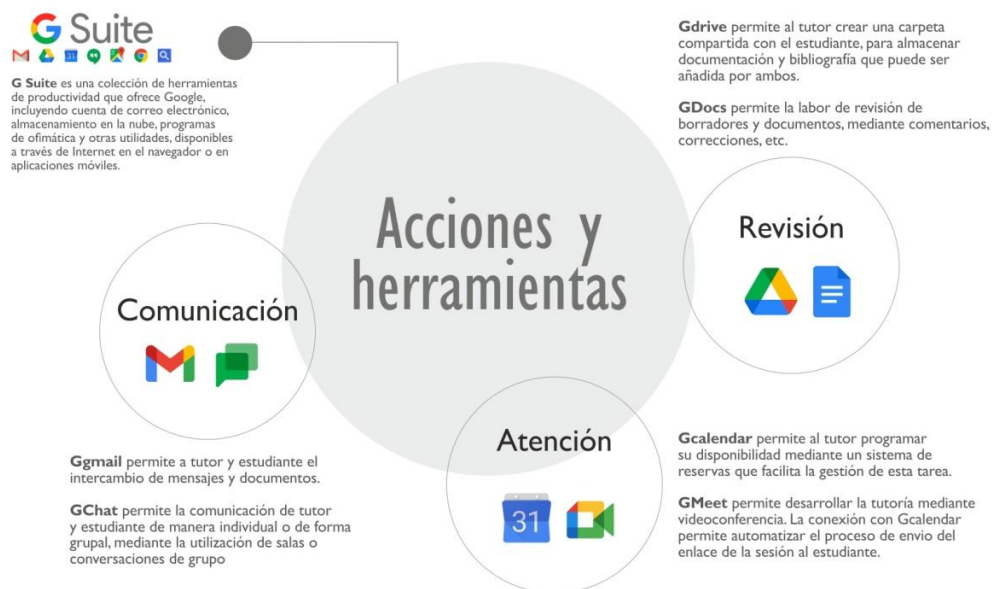 G Suite
31
G Suite es una colección de herramientas
de productividad que ofrece Google,
incluyendo cuenta de correo electrónico,
almacenamiento en la nube, programas
de ofimática y otras utilidades, disponibles
a través de Internet en el navegador o en
aplicaciones móviles.
Gdrive permite al tutor crear una carpeta
compartida con el estudiante, para almacenar
documentación y bibliografía que puede ser
añadida por ambos.
GDocs permite la labor de revisión de
borradores y documentos, mediante comentarios,
correcciones, etc.
Acciones y
herramientas
Revisión
Comunicación
Atención
31
Ggmail permite a tutor y estudiante el
intercambio de mensajes y documentos.
GChat permite la comunicación de tutor
y estudiante de manera individual o de forma
grupal, mediante la utilización de salas o
conversaciones de grupo
Gcalendar permite al tutor programar
su disponibilidad mediante un sistema de
reservas que facilita la gestión de esta tarea.
GMeet permite desarrollar la tutoría mediante
videoconferencia. La conexión con Gcalendar
permite automatizar el proceso de envio del
enlace de la sesión al estudiante.